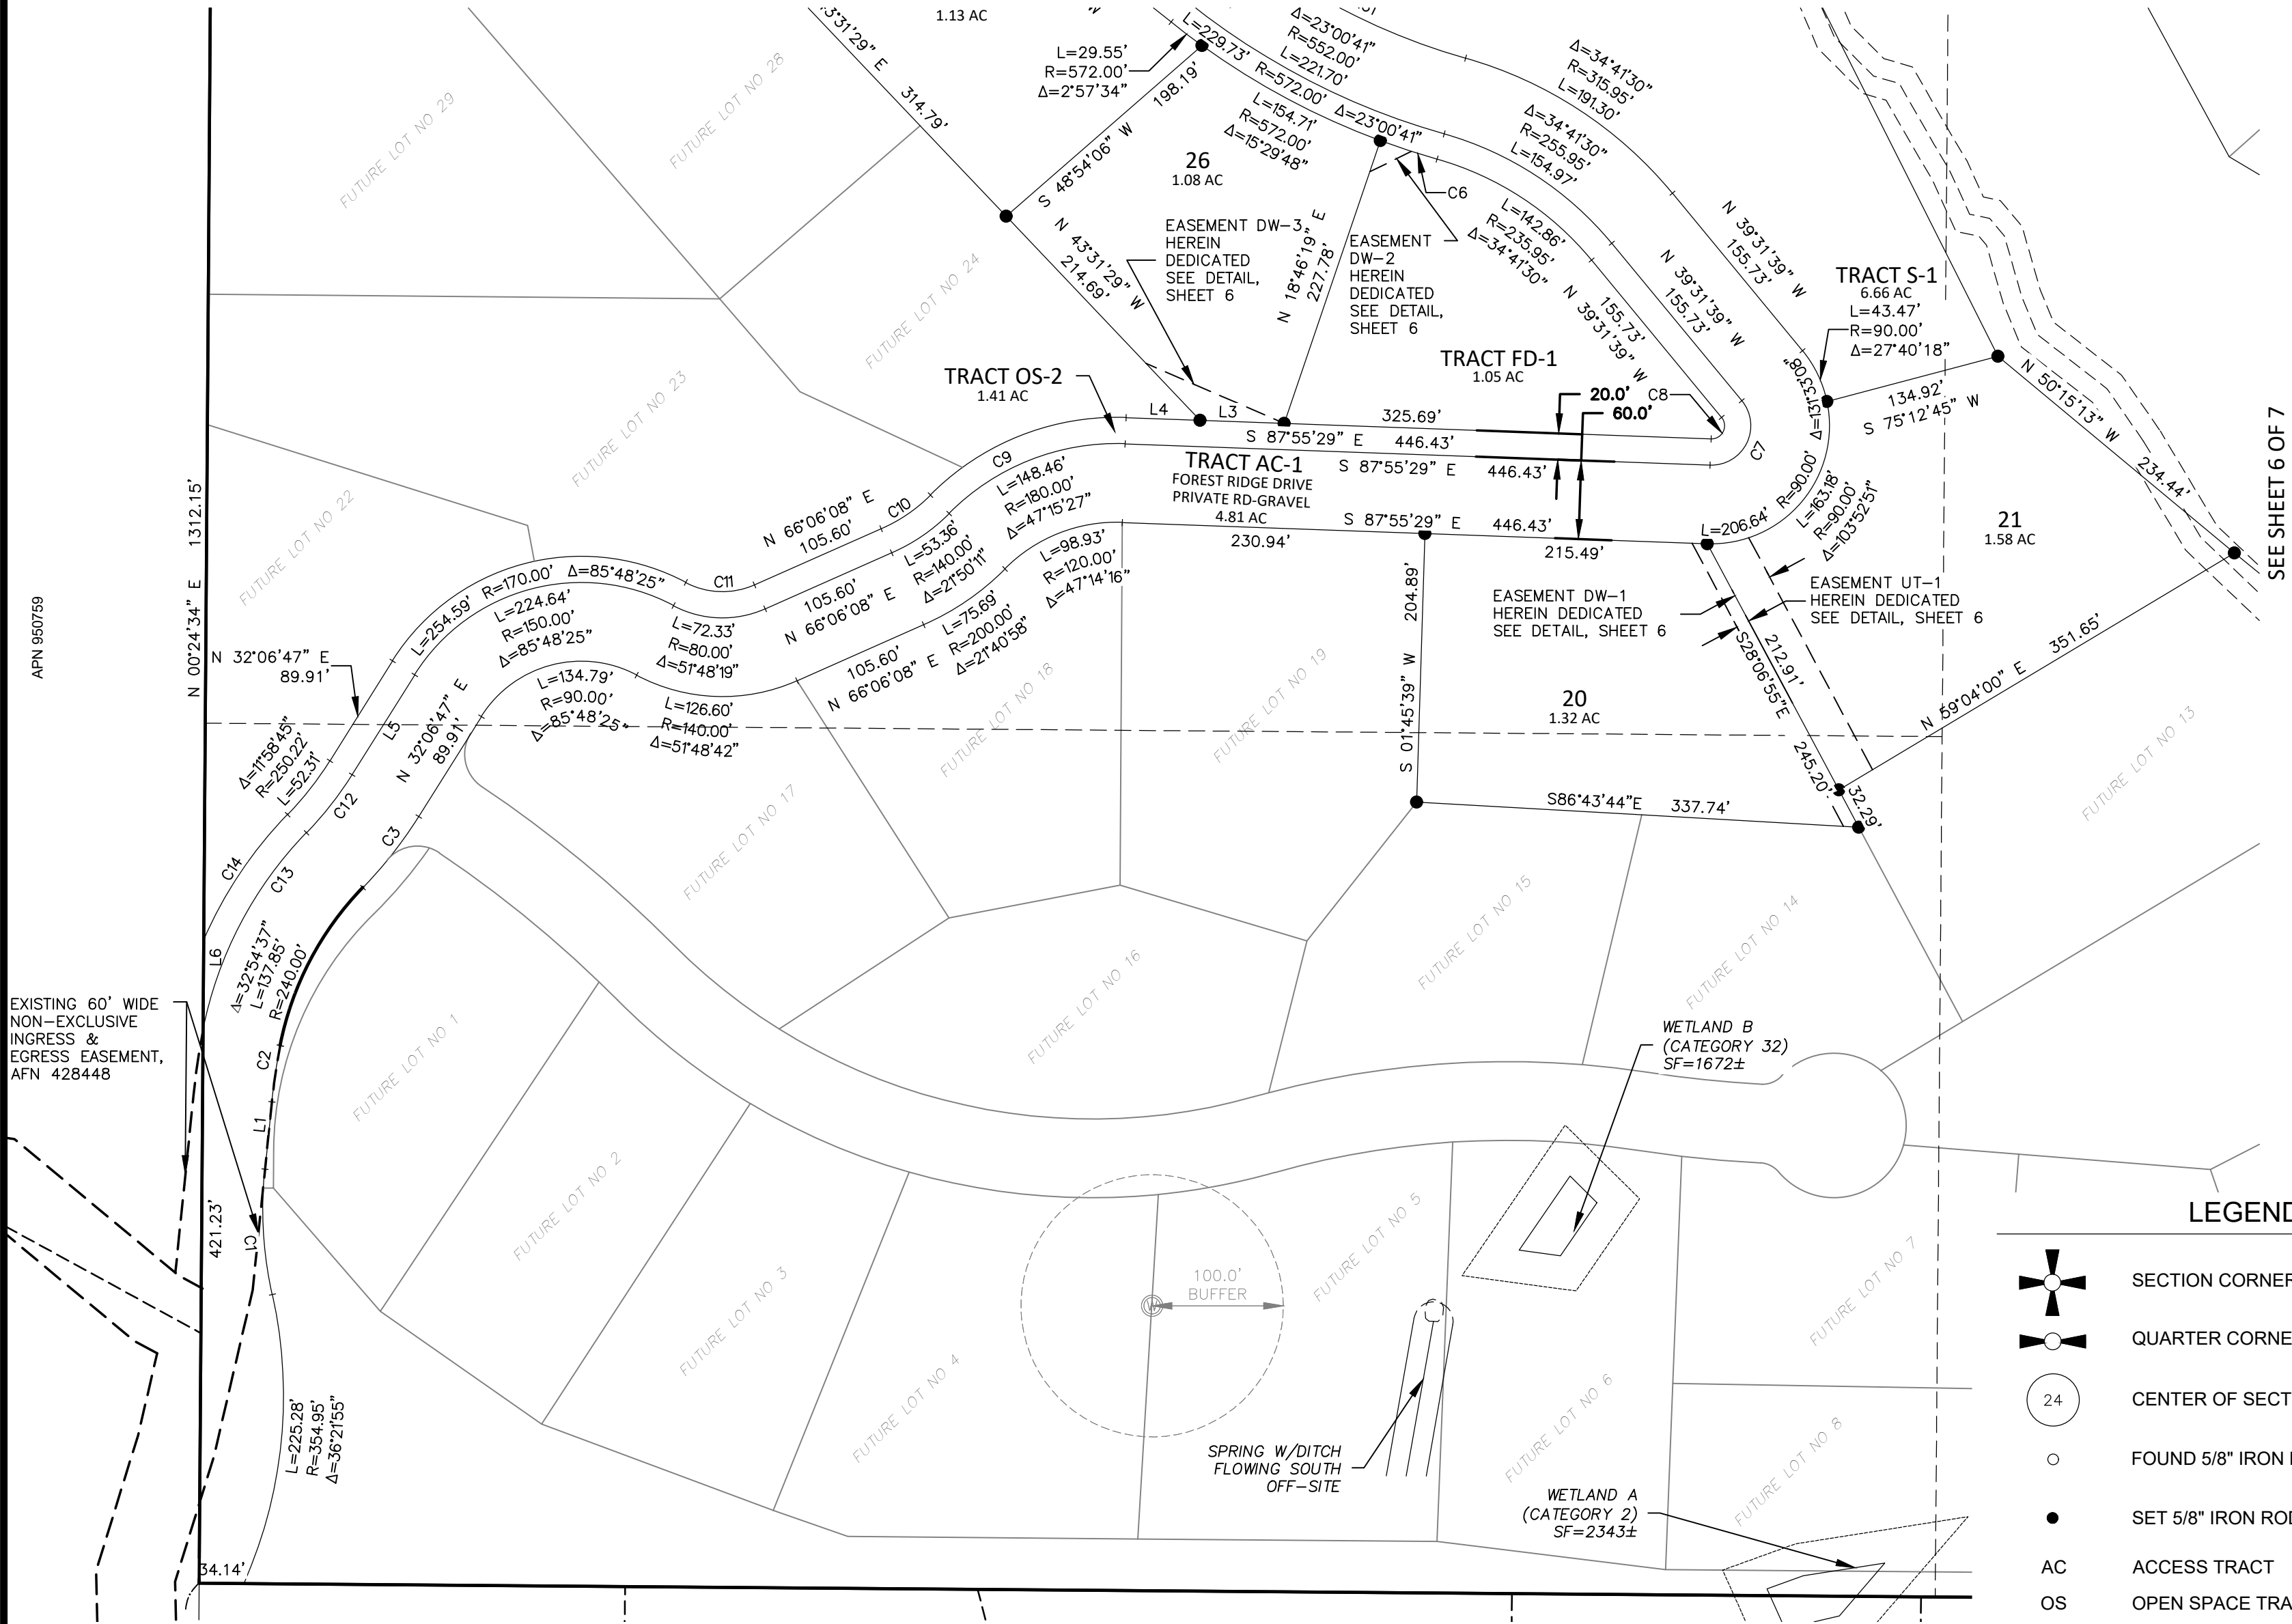 1.13 AC
3°31'29" E
314.79'
W
L=29.55'
R=572.00'
Δ=2°57'34"
S 48°54'06" W
198.19'
L=229.73' R=572.00' Δ=23°00'41"
Δ=23°00'41"
R=552.00'
L=221.70'
L=154.71'
R=572.00'
Δ=15°29'48"
Δ=34°41'30"
R=315.95'
L=191.30'
Δ=34°41'30"
R=255.95'
L=154.97'
C6
L=142.86'
R=235.95'
Δ=34°41'30"
26
1.08 AC
N 43°31'29" W
214.69'
EASEMENT DW-3
HEREIN
DEDICATED
SEE DETAIL,
SHEET 6
N 18°46'19" E
227.78'
EASEMENT
DW-2
HEREIN
DEDICATED
SEE DETAIL,
SHEET 6
155.73'
N 39°31'39" W
N 39°31'39" W
155.73'
N 39°31'39" W
155.73'
TRACT S-1
6.66 AC
L=43.47'
R=90.00'
Δ=27°40'18"
134.92'
S 75°12'45" W
N 50°15'13" W
234.44'
SEE SHEET 6 OF 7
TRACT FD-1
1.05 AC
20.0'
60.0'
C8
C7
TRACT OS-2
1.41 AC
L4
L3
325.69'
S 87°55'29" E 446.43'
S 87°55'29" E 446.43'
S 87°55'29" E 446.43'
TRACT AC-1
FOREST RIDGE DRIVE
PRIVATE RD-GRAVEL
4.81 AC
230.94'
215.49'
L=206.64' R=90.00' Δ=131°33'08"
L=163.18'
R=90.00'
Δ=103°52'51"
21
1.58 AC
EASEMENT DW-1
HEREIN DEDICATED
SEE DETAIL, SHEET 6
EASEMENT UT-1
HEREIN DEDICATED
SEE DETAIL, SHEET 6
S28°06'55"E
212.91'
245.20'
32.29'
N 59°04'00" E 351.65'
S 01°45'39" W 204.89'
20
1.32 AC
S86°43'44"E 337.74'
FUTURE LOT NO 29
FUTURE LOT NO 28
FUTURE LOT NO 24
FUTURE LOT NO 23
FUTURE LOT NO 22
APN 950759
N 00°24'34" E 1312.15'
C9
C10
C11
N 66°06'08" E
105.60'
L=148.46'
R=180.00'
Δ=47°15'27"
L=53.36'
R=140.00'
Δ=21°50'11"
L=98.93'
R=120.00'
Δ=47°14'16"
105.60'
N 66°06'08" E
L=75.69'
R=200.00'
Δ=21°40'58"
105.60'
N 66°06'08" E
L=254.59' R=170.00' Δ=85°48'25"
L=224.64'
R=150.00'
Δ=85°48'25"
L=72.33'
R=80.00'
Δ=51°48'19"
L=134.79'
R=90.00'
Δ=85°48'25"
L=126.60'
R=140.00'
Δ=51°48'42"
N 32°06'47" E
89.91'
L5
N 32°06'47" E
89.91'
Δ=11°58'45"
R=250.22'
L=52.31'
C12
C3
C14
C13
L6
Δ=32°54'37"
L=137.85'
R=240.00'
C2
L1
C1
EXISTING 60' WIDE
NON-EXCLUSIVE
INGRESS &
EGRESS EASEMENT,
AFN 428448
421.23'
L=225.28'
R=354.95'
Δ=36°21'55"
34.14'
FUTURE LOT NO 17
FUTURE LOT NO 18
FUTURE LOT NO 19
FUTURE LOT NO 13
FUTURE LOT NO 16
FUTURE LOT NO 15
FUTURE LOT NO 14
FUTURE LOT NO 1
FUTURE LOT NO 2
FUTURE LOT NO 3
FUTURE LOT NO 4
FUTURE LOT NO 5
FUTURE LOT NO 6
FUTURE LOT NO 7
FUTURE LOT NO 8
WETLAND B
(CATEGORY 32)
SF=1672±
W
100.0'
BUFFER
SPRING W/DITCH
FLOWING SOUTH
OFF-SITE
WETLAND A
(CATEGORY 2)
SF=2343±
LEGEND
SECTION CORNER
QUARTER CORNE
24 CENTER OF SECT
FOUND 5/8" IRON
SET 5/8" IRON ROD
AC ACCESS TRACT
OS OPEN SPACE TRA